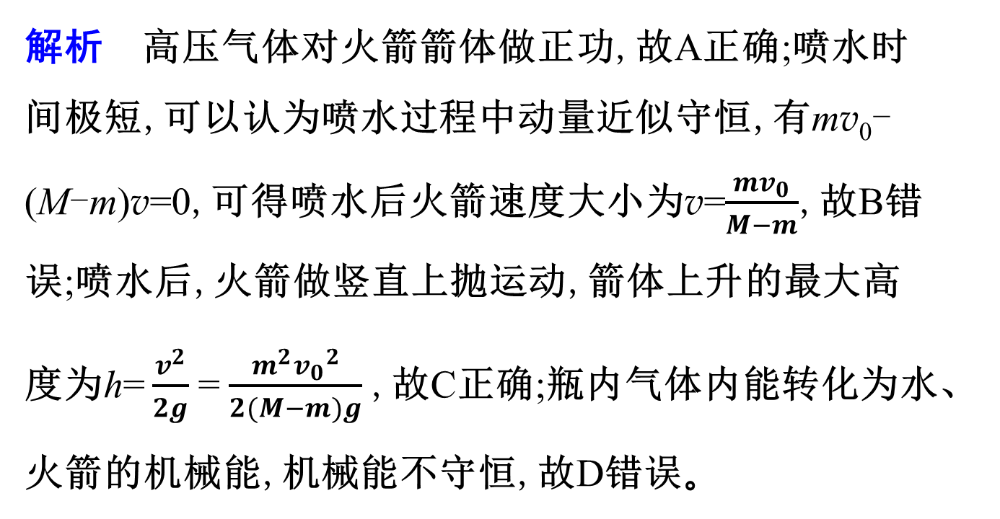 解析 高压气体对火箭箭体做正功,故A正确;喷水时
间极短,可以认为喷水过程中动量近似守恒,有mv₀−
(M−m)v=0,可得喷水后火箭速度大小为v=\frac{mv_0}{M-m},故B错
误;喷水后,火箭做竖直上抛运动,箭体上升的最大高
度为h=\frac{v^2}{2g}=\frac{m^2v_0^2}{2(M-m)g},故C正确;瓶内气体内能转化为水、
火箭的机械能,机械能不守恒,故D错误。